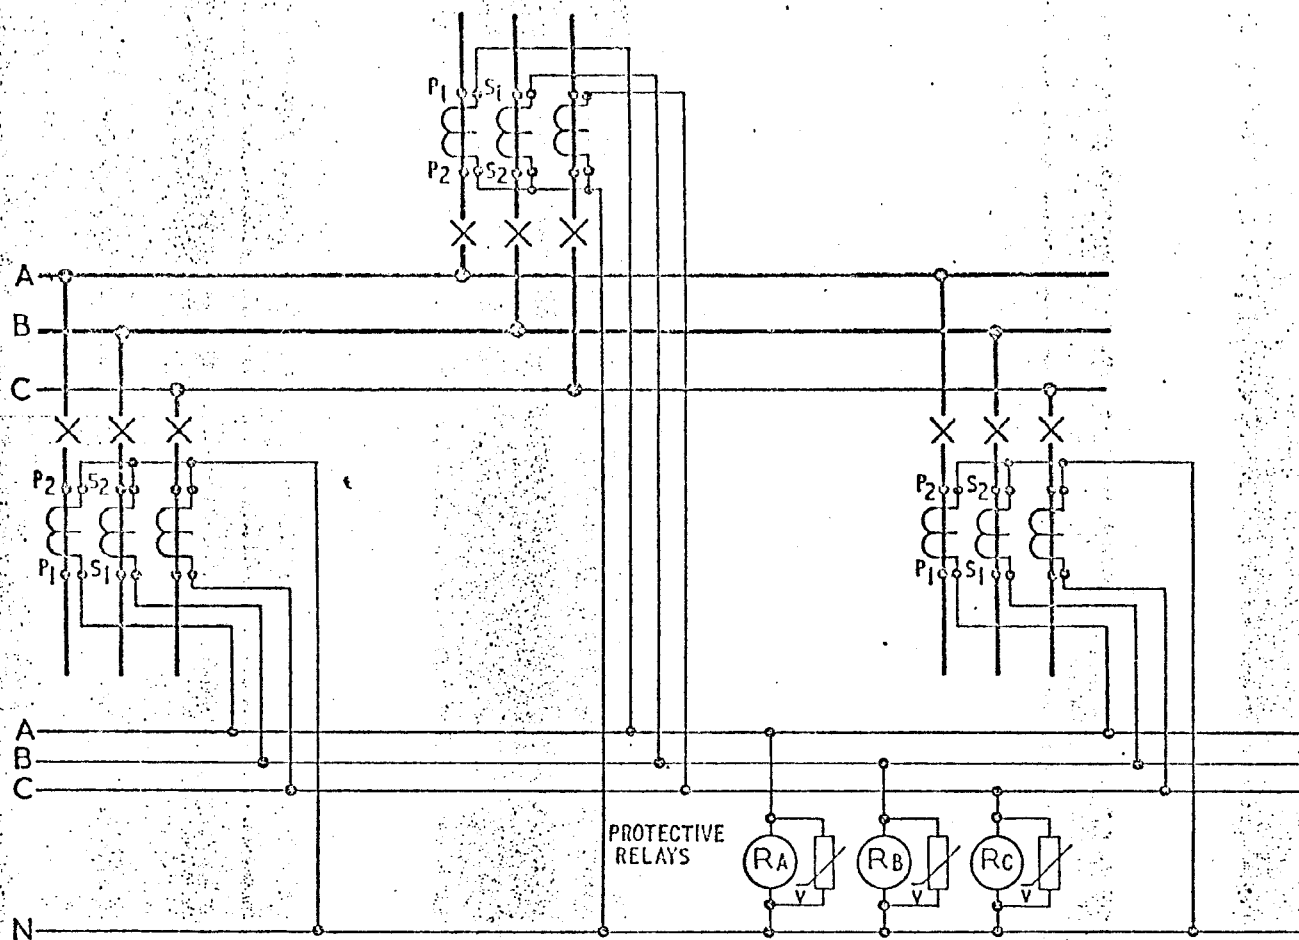 P1 S1
P2 S2
A
B
C
P2 S2
P1 S1
P2 S2
P1 S1
A
B
C
PROTECTIVE
RELAYS
RA RB RC
V V V
N